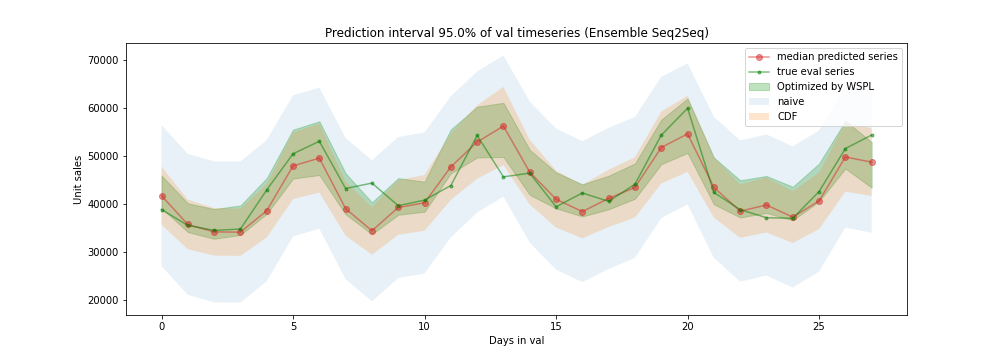 Prediction interval 95.0% of val timeseries (Ensemble Seq2Seq)
70000
60000
50000
40000
30000
20000
Unit sales
median predicted series
true eval series
Optimized by WSPL
naive
CDF
0
5
10
15
20
25
Days in val